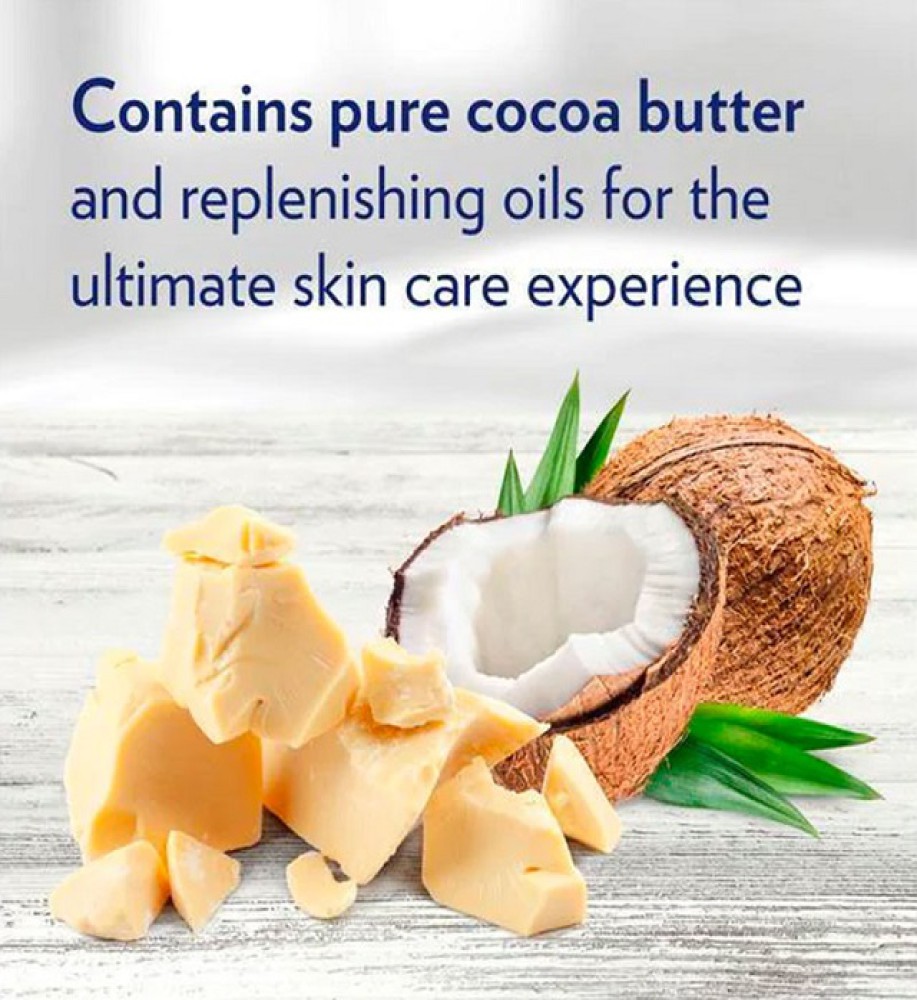 Contains pure cocoa butter
and replenishing oils for the
ultimate skin care experience